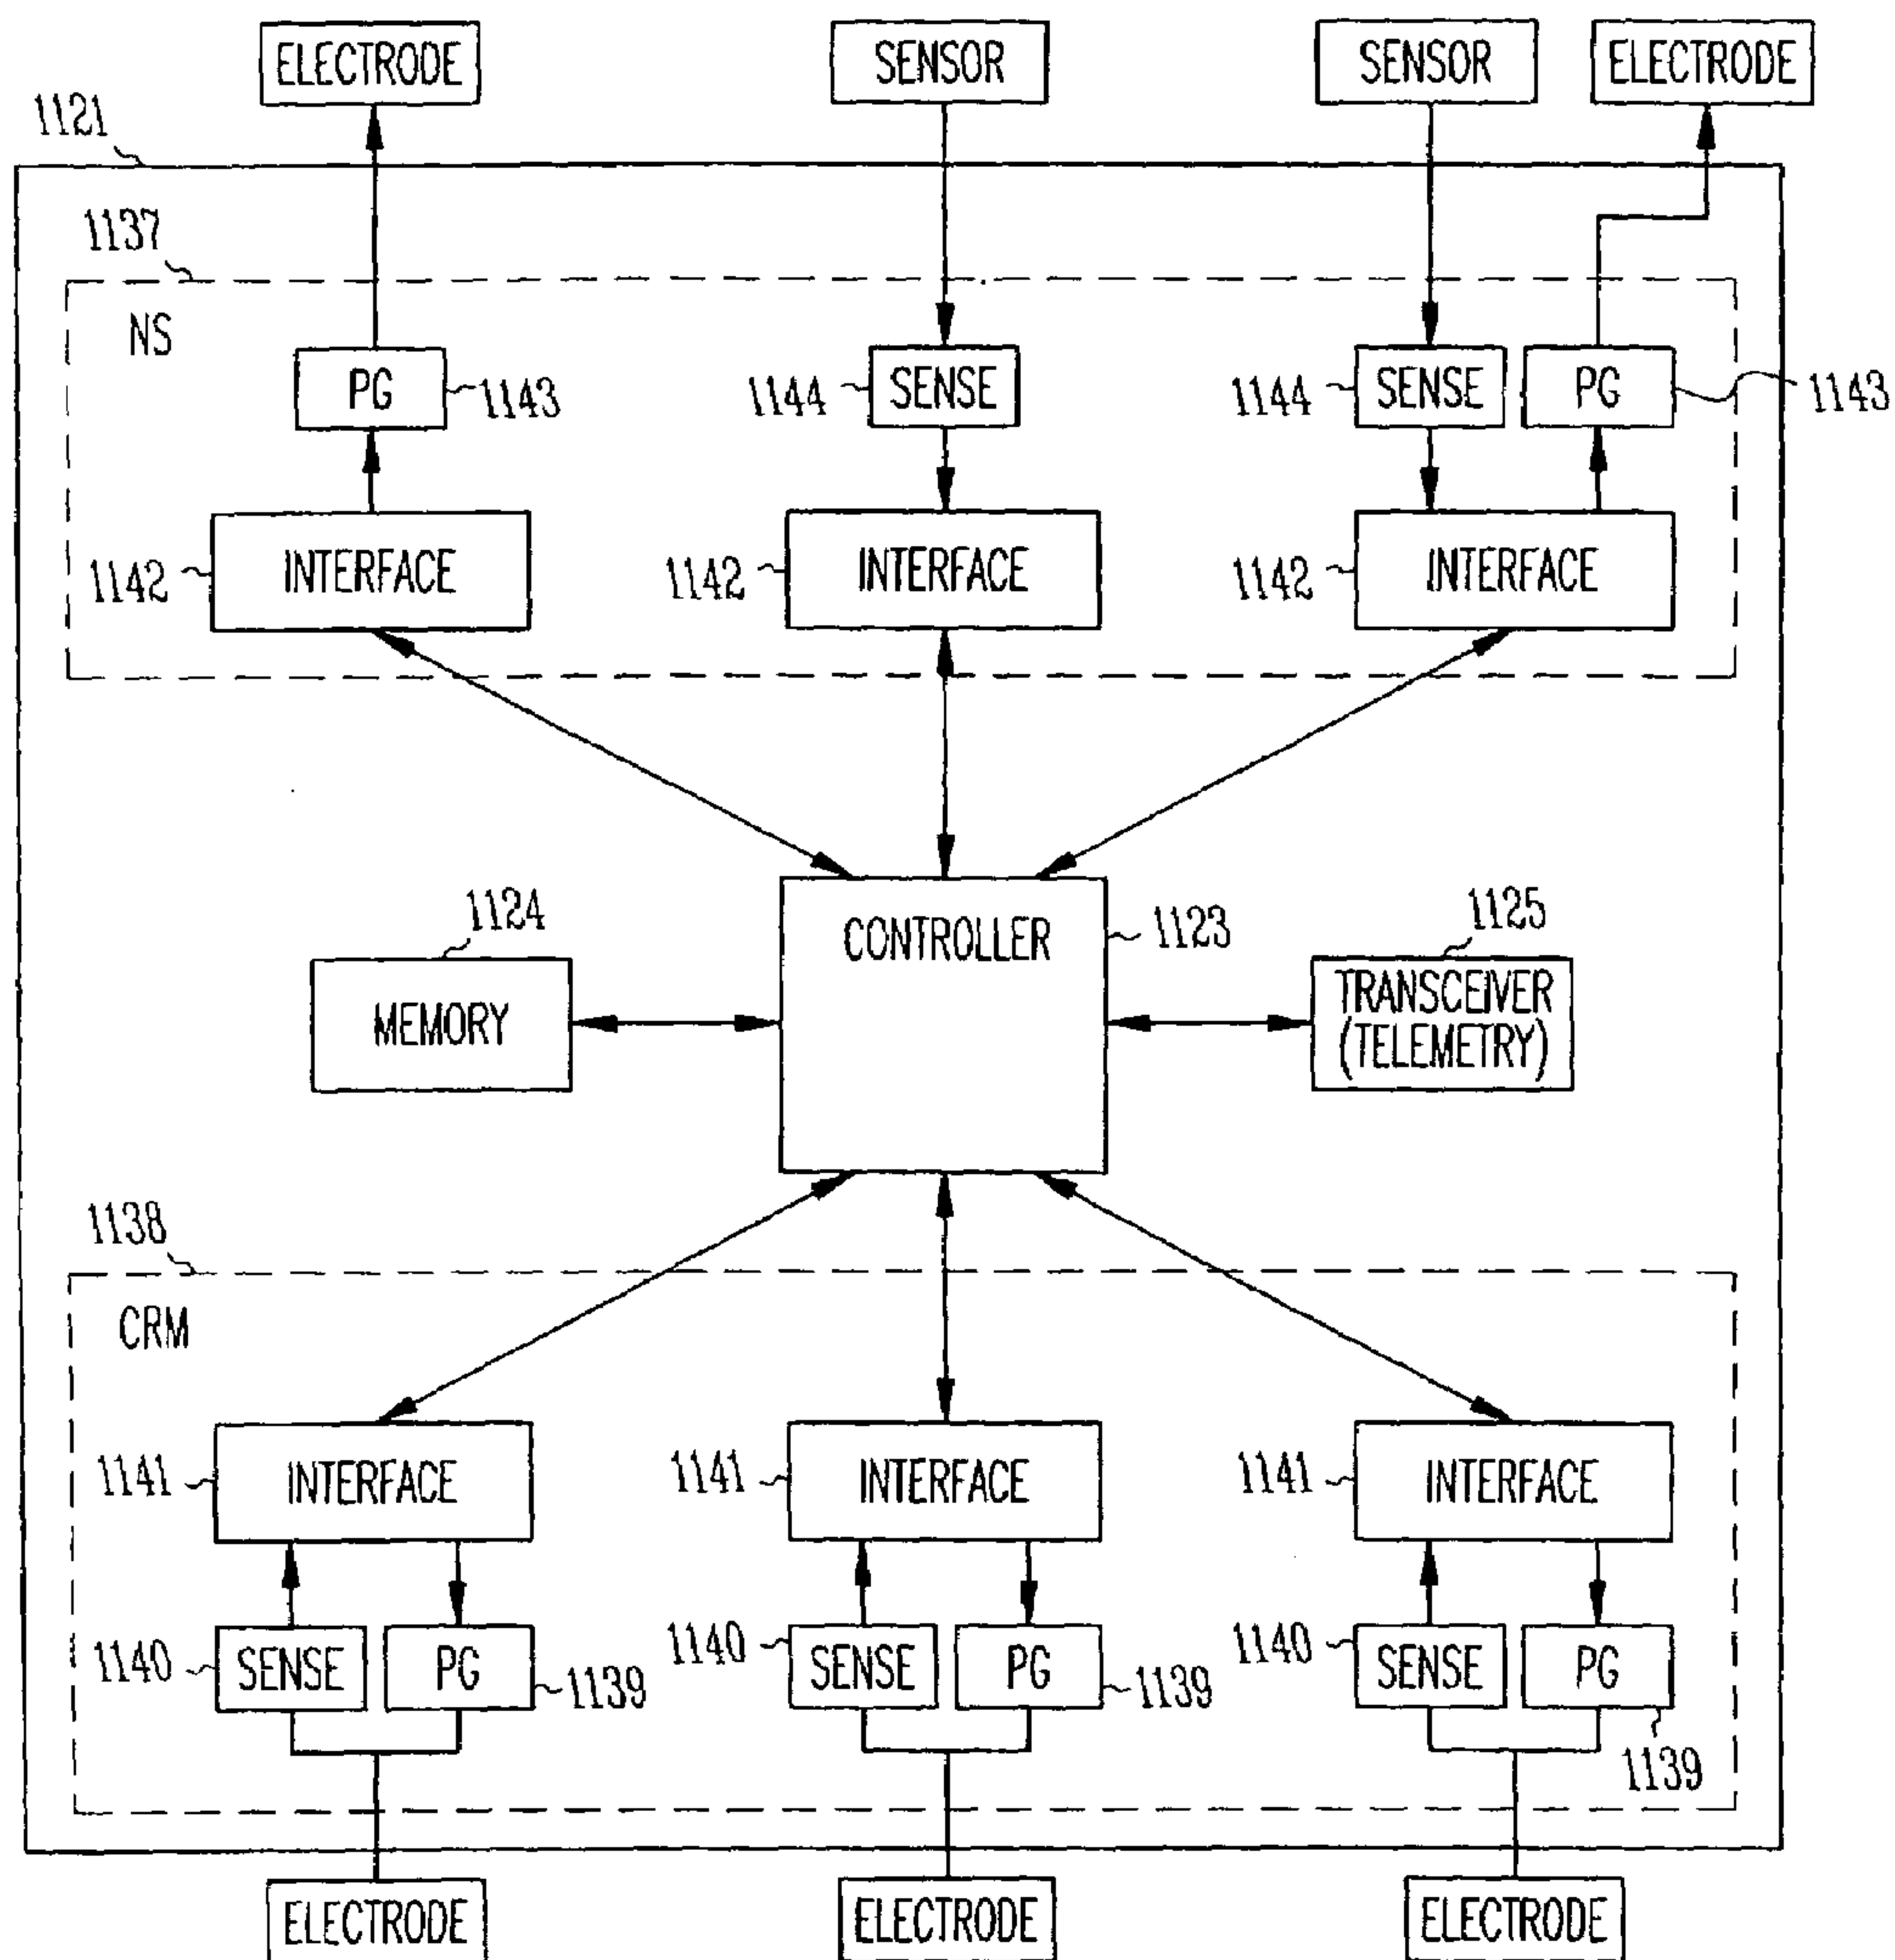 ELECTRODE
SENSOR
SENSOR
ELECTRODE
1121
1137
NS
PG
1143
1144
SENSE
1144
SENSE
PG
1143
1142
INTERFACE
1142
INTERFACE
1142
INTERFACE
1124
MEMORY
CONTROLLER
1123
1125
TRANSCEIVER
(TELEMETRY)
1138
CRM
1141
INTERFACE
1141
INTERFACE
1141
INTERFACE
1140
SENSE
PG
1139
1140
SENSE
PG
1139
1140
SENSE
PG
1139
ELECTRODE
ELECTRODE
ELECTRODE